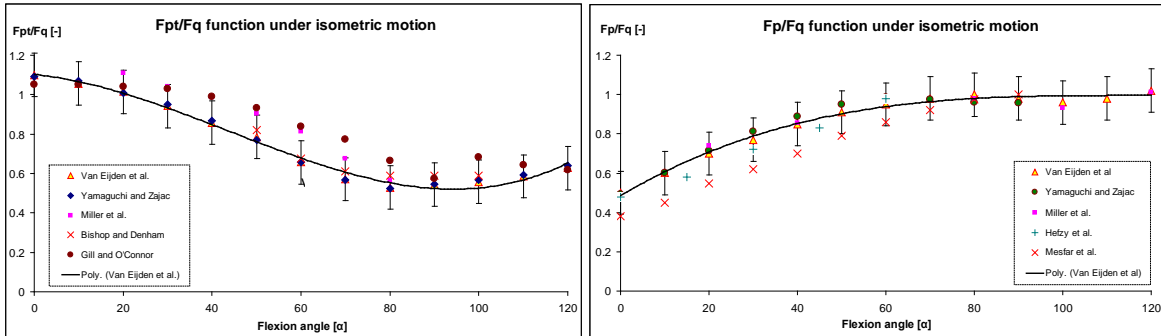 Fpt/Fq function under isometric motion
Fpt/Fq [-]
1.2
1
0.8
0.6
0.4
0.2
0
Van Eijden et al.
Yamaguchi and Zajac
Miller et al.
Bishop and Denham
Gill and O'Connor
Poly. (Van Eijden et al.)
0 20 40 60 80 100 120
Flexion angle [α]
Fp/Fq function under isometric motion
Fp/Fq [-]
1.2
1
0.8
0.6
0.4
0.2
0
Van Eijden et al
Yamaguchi and Zajac
Miller et al.
Hefzy et al.
Mesfar et al.
Poly. (Van Eijden et al)
0 20 40 60 80 100 120
Flexion angle [α]